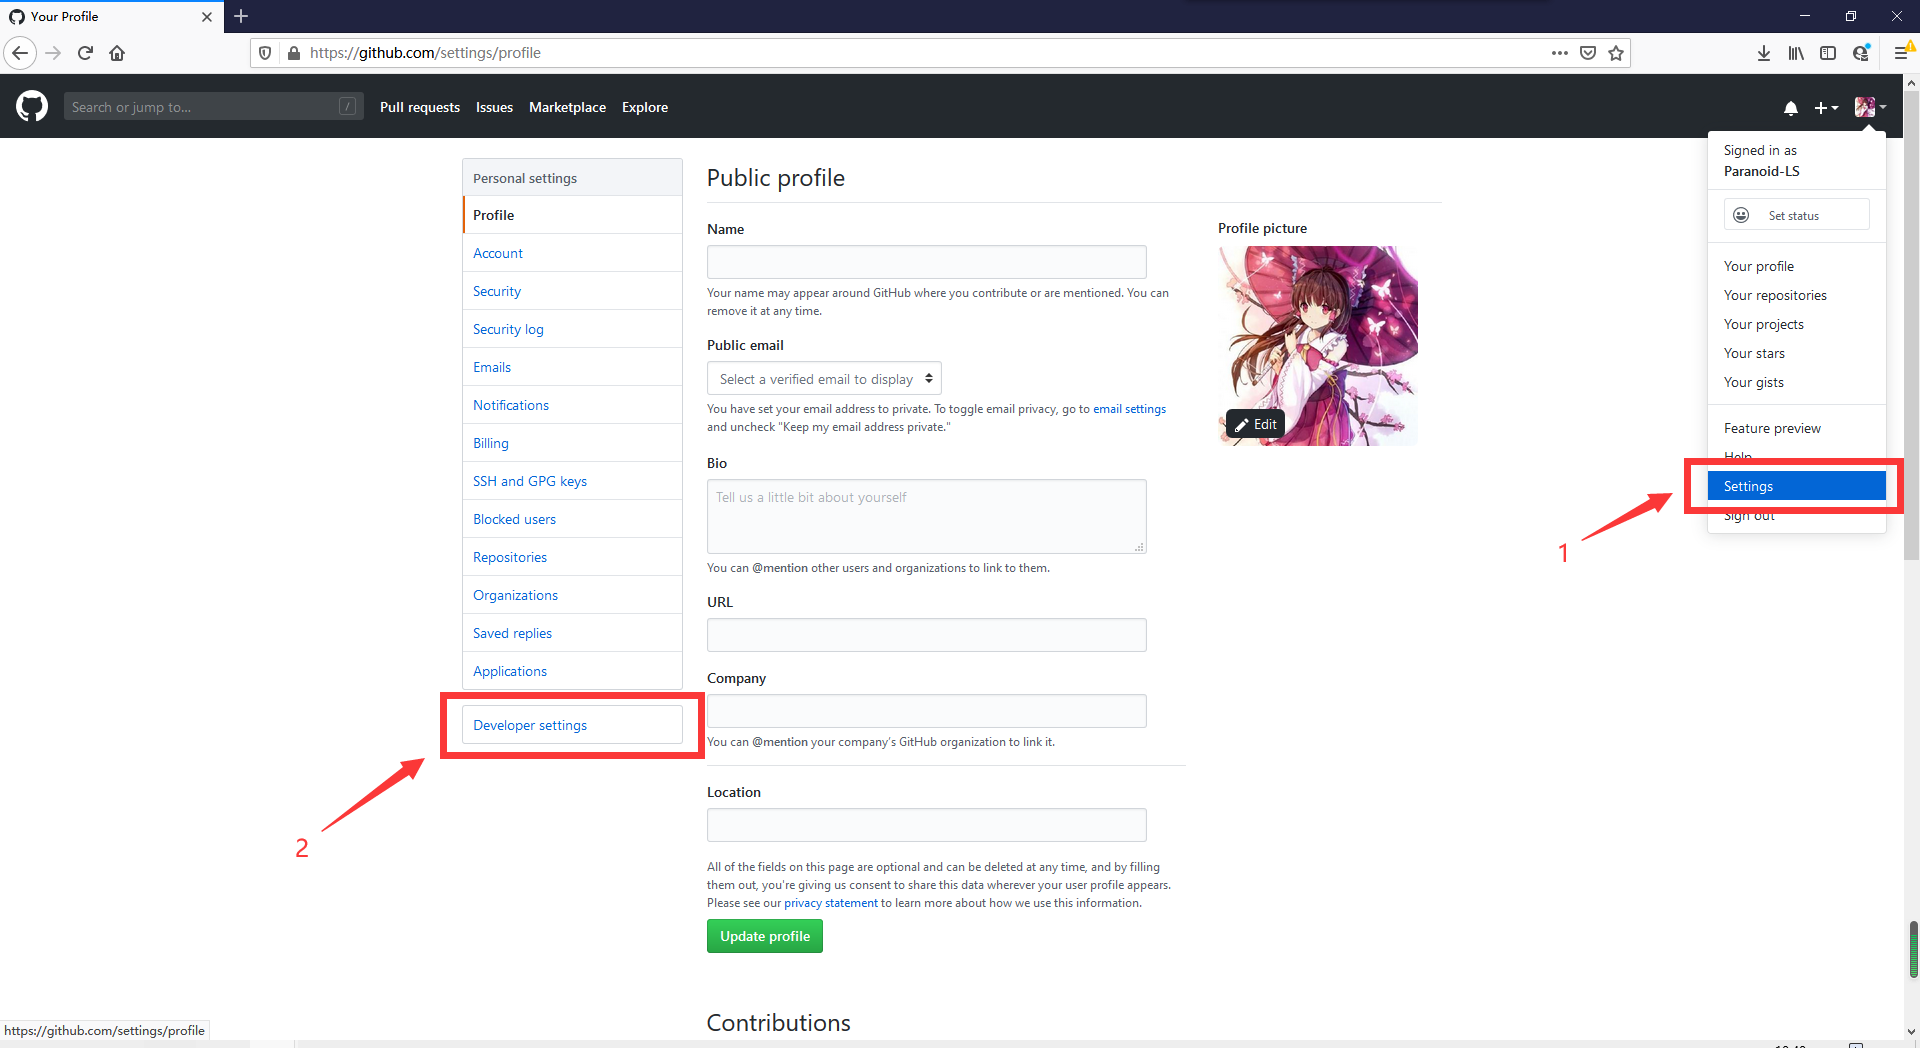 Your Profile
https://github.com/settings/profile
Search or jump to...
/
Pull requests
Issues
Marketplace
Explore
Signed in as
Paranoid-LS
Set status
Your profile
Your repositories
Your projects
Your stars
Your gists
Feature preview
Help
Settings
Sign out
1
Personal settings
Profile
Account
Security
Security log
Emails
Notifications
Billing
SSH and GPG keys
Blocked users
Repositories
Organizations
Saved replies
Applications
Developer settings
2
Public profile
Name
Your name may appear around GitHub where you contribute or are mentioned. You can
remove it at any time.
Public email
Select a verified email to display
You have set your email address to private. To toggle email privacy, go to email settings
and uncheck "Keep my email address private."
Bio
Tell us a little bit about yourself
You can @mention other users and organizations to link to them.
URL
Company
You can @mention your company's GitHub organization to link it.
Location
All of the fields on this page are optional and can be deleted at any time, and by filling
them out, you're giving us consent to share this data wherever your user profile appears.
Please see our privacy statement to learn more about how we use this information.
Update profile
Profile picture
Edit
Contributions
https://github.com/settings/profile